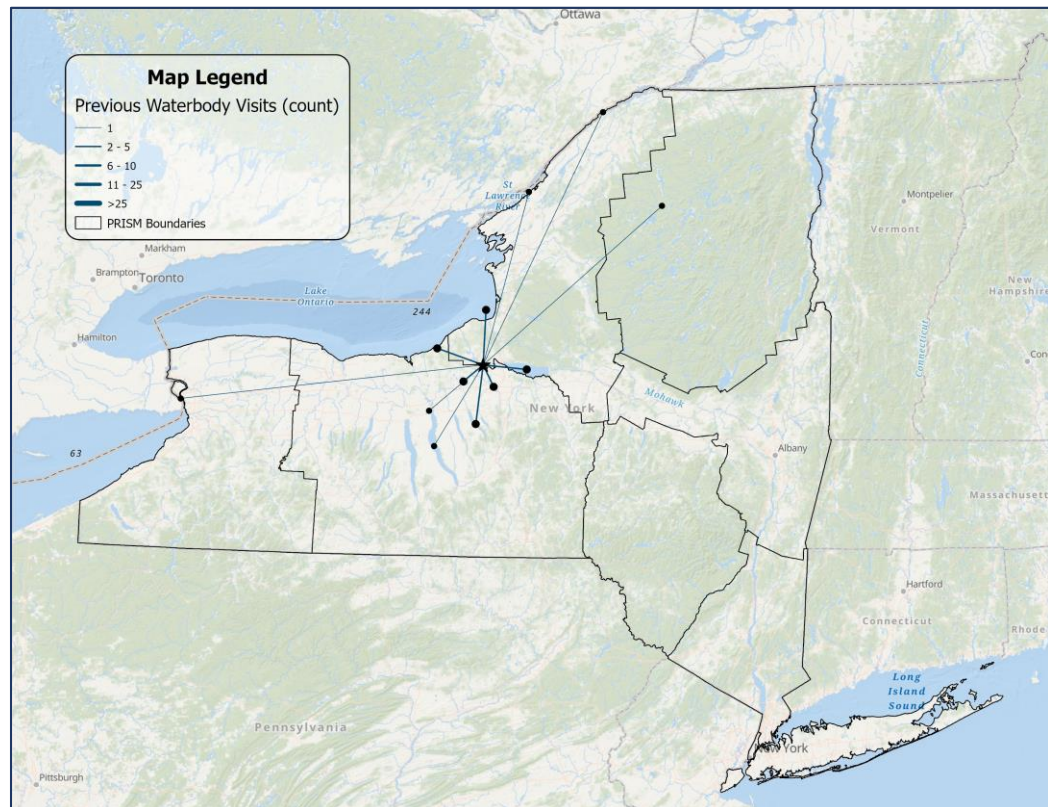 Ottawa
Map Legend
Previous Waterbody Visits (count)
1
2 - 5
6 - 10
11 - 25
>25
PRISM Boundaries
St
Lawrence
River
Montpelier
Vermont
Markham
Brampton
Toronto
Lake
Ontario
244
New
Hampshire
Connecticut
Hamilton
Mohawk
New York
63
Albany
Massachusett
Hartford
Connecticut
Rhode
Long
Island
Sound
Pennsylvania
New York
Pittsburgh